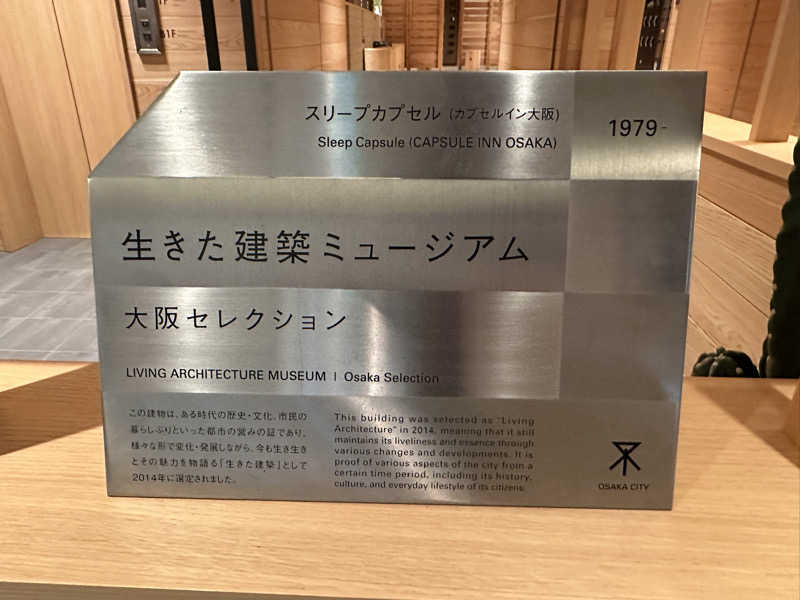 スリープカプセル (カプセルイン大阪)
Sleep Capsule (CAPSULE INN OSAKA)
1979-
生きた建築ミュージアム
大阪セレクション
LIVING ARCHITECTURE MUSEUM | Osaka Selection
この建物は、ある時代の歴史・文化、市民の
暮らしぶりといった都市の営みの証であり、
様々な形で変化・発展しながら、今も生き生き
とその魅力を物語る「生きた建築」として
2014年に選定されました。
This building was selected as "Living
Architecture" in 2014, meaning that it still
maintains its liveliness and essence through
various changes and developments. It is
proof of various aspects of the city from a
certain time period, including its history,
culture, and everyday lifestyle of its citizens.
OSAKA CITY